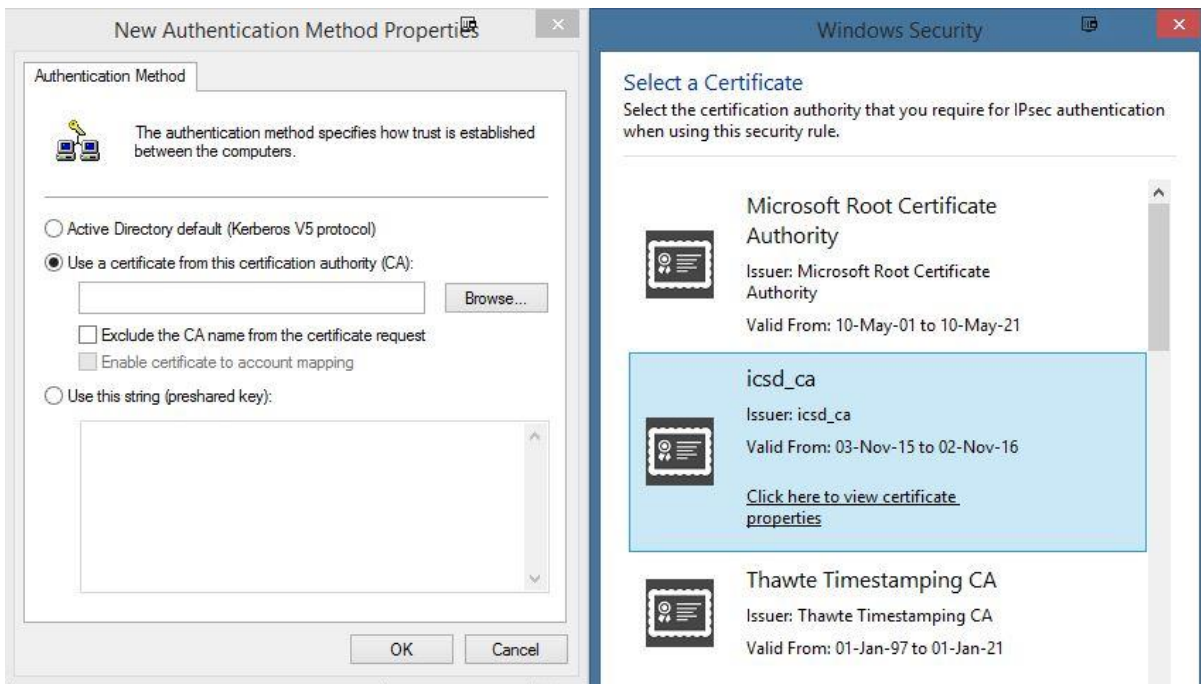 New Authentication Method Properties
Authentication Method
The authentication method specifies how trust is established
between the computers.
Active Directory default (Kerberos V5 protocol)
Use a certificate from this certification authority (CA):
Browse...
Exclude the CA name from the certificate request
Enable certificate to account mapping
Use this string (preshared key):
OK
Cancel
Windows Security
Select a Certificate
Select the certification authority that you require for IPsec authentication
when using this security rule.
Microsoft Root Certificate
Authority
Issuer: Microsoft Root Certificate
Authority
Valid From: 10-May-01 to 10-May-21
icsd_ca
Issuer: icsd_ca
Valid From: 03-Nov-15 to 02-Nov-16
Click here to view certificate
properties
Thawte Timestamping CA
Issuer: Thawte Timestamping CA
Valid From: 01-Jan-97 to 01-Jan-21